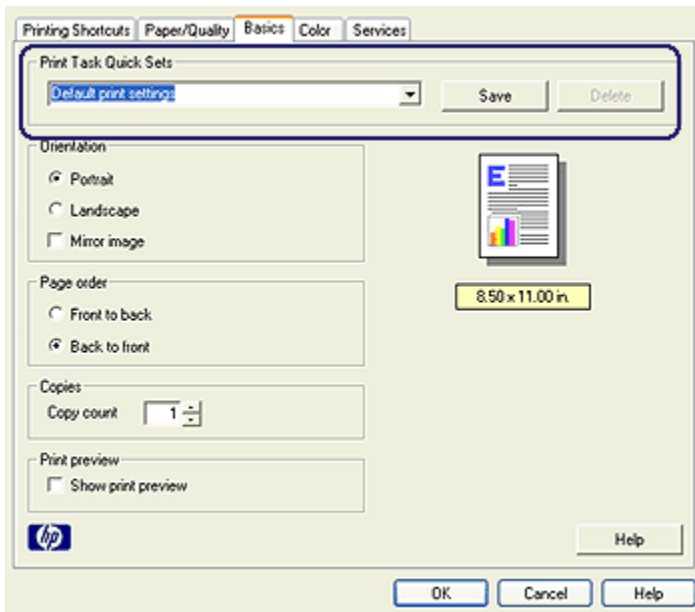 Printing Shortcuts Paper/Quality Basics Color Services
Print Task Quick Sets
Default print settings Save Delete
Orientation
Portrait
Landscape
Mirror image
E
8.50 x 11.00 in.
Page order
Front to back
Back to front
Copies
Copy count 1
Print preview
Show print preview
hp
Help
OK Cancel Help